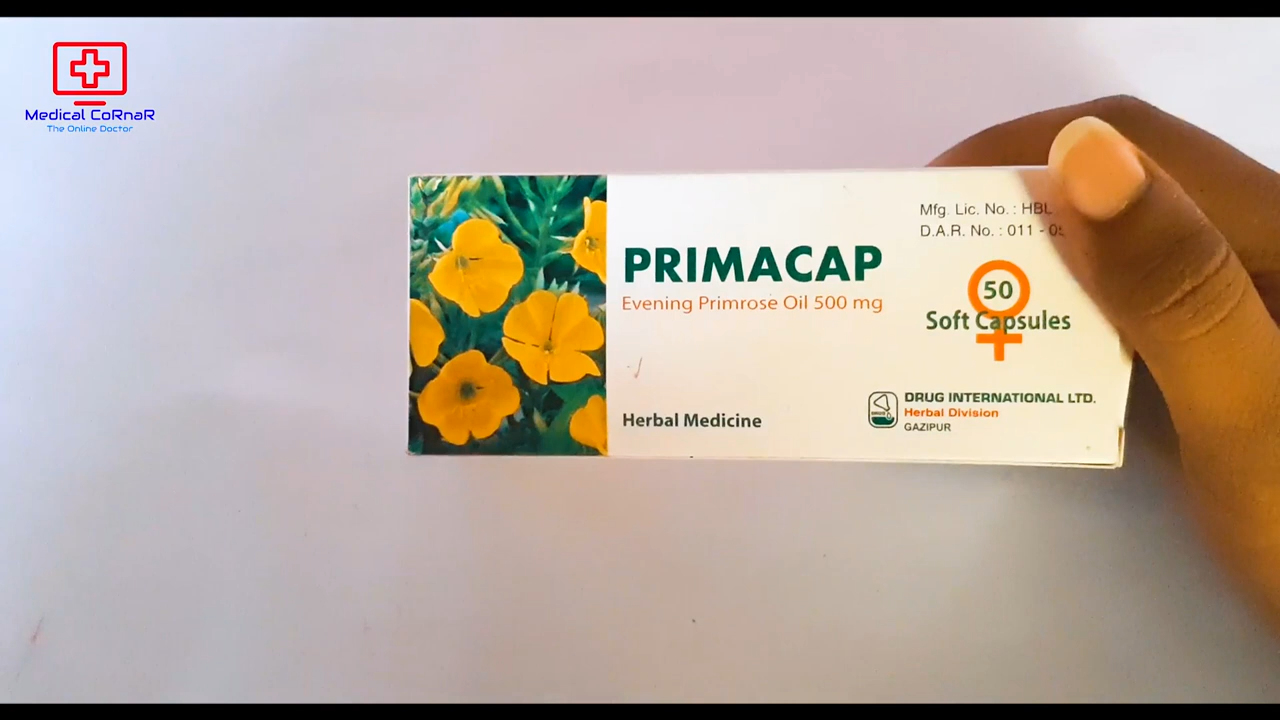 Medical CoRnaR
The Online Doctor
PRIMACAP
Evening Primrose Oil 500 mg
Herbal Medicine
Mfg. Lic. No. : 
D.A.R. No. : 011 -
50
Soft Capsules
DRUG INTERNATIONAL LTD.
Herbal Division
GAZIPUR